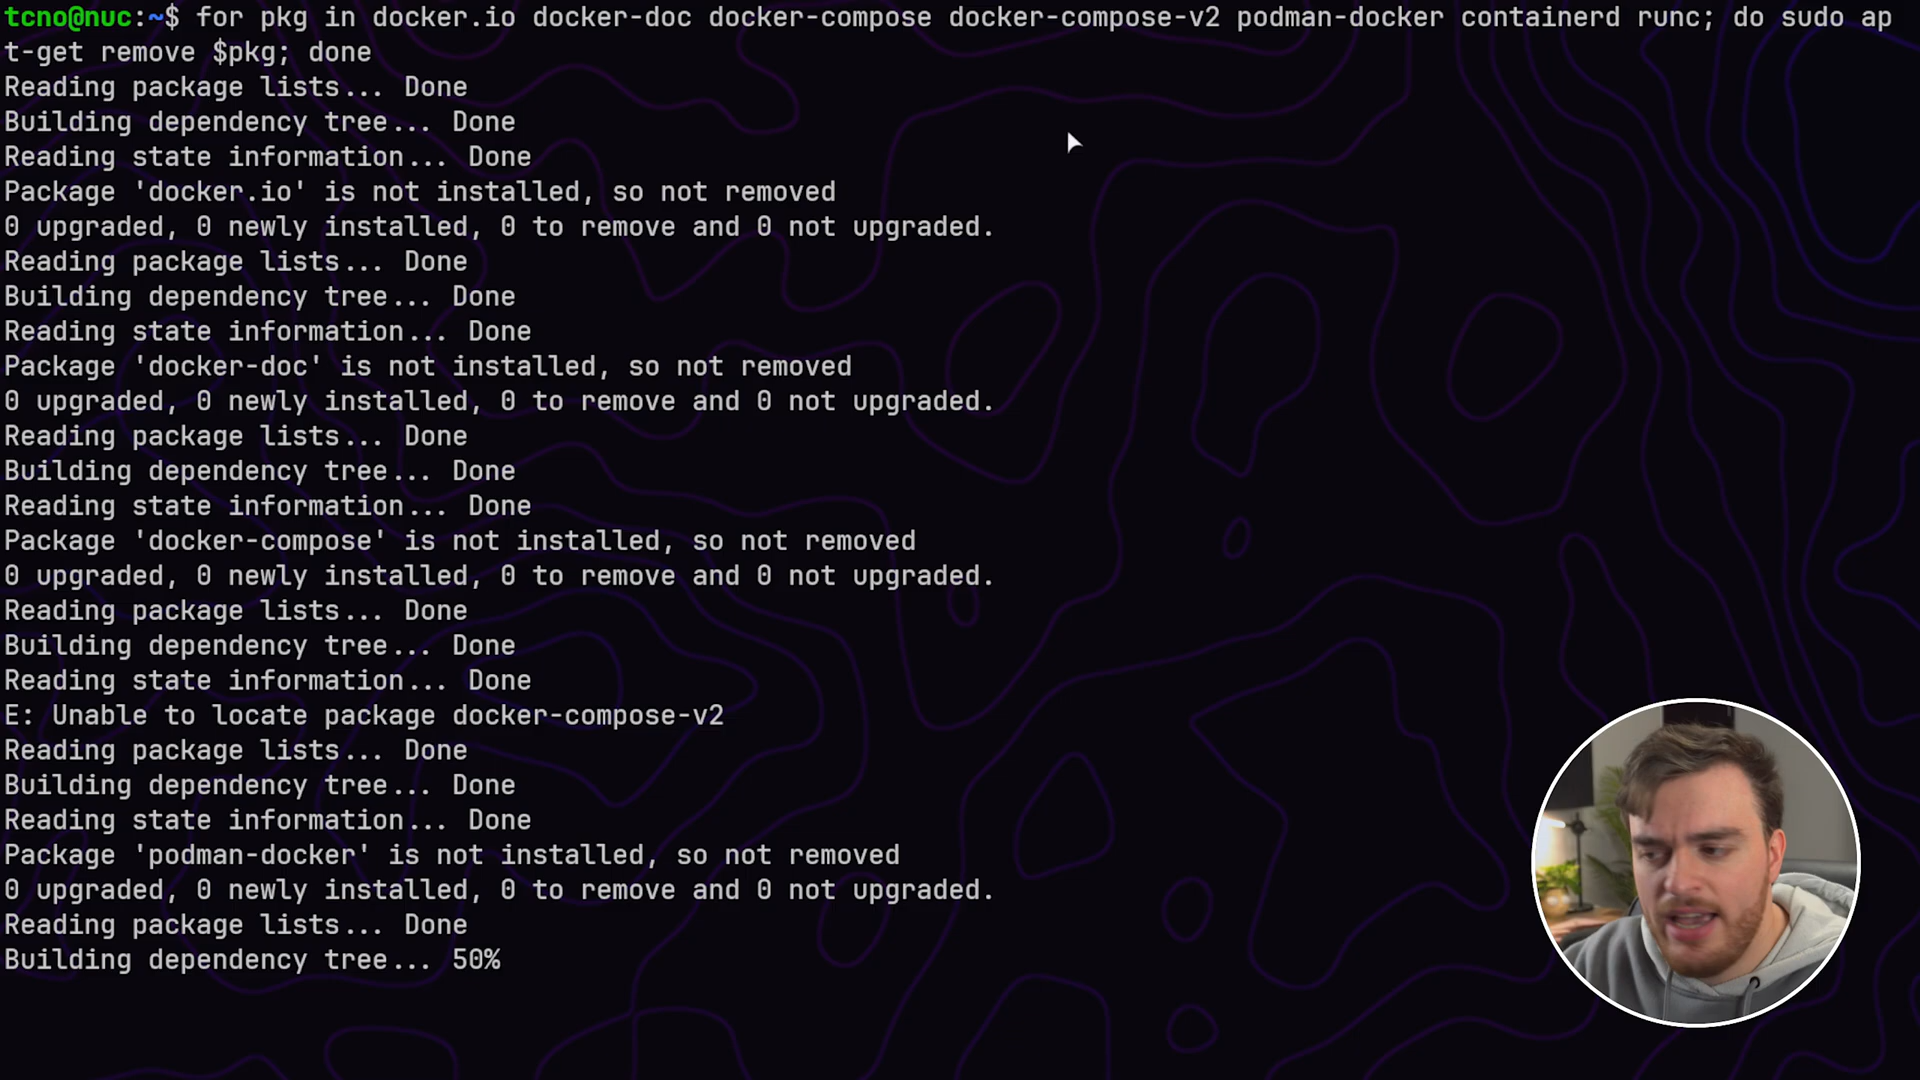 tcno@nuc:~$ for pkg in docker.io docker-doc docker-compose docker-compose-v2 podman-docker containerd runc; do sudo ap
t-get remove $pkg; done
Reading package lists... Done
Building dependency tree... Done
Reading state information... Done
Package 'docker.io' is not installed, so not removed
0 upgraded, 0 newly installed, 0 to remove and 0 not upgraded.
Reading package lists... Done
Building dependency tree... Done
Reading state information... Done
Package 'docker-doc' is not installed, so not removed
0 upgraded, 0 newly installed, 0 to remove and 0 not upgraded.
Reading package lists... Done
Building dependency tree... Done
Reading state information... Done
Package 'docker-compose' is not installed, so not removed
0 upgraded, 0 newly installed, 0 to remove and 0 not upgraded.
Reading package lists... Done
Building dependency tree... Done
Reading state information... Done
E: Unable to locate package docker-compose-v2
Reading package lists... Done
Building dependency tree... Done
Reading state information... Done
Package 'podman-docker' is not installed, so not removed
0 upgraded, 0 newly installed, 0 to remove and 0 not upgraded.
Reading package lists... Done
Building dependency tree... 50%